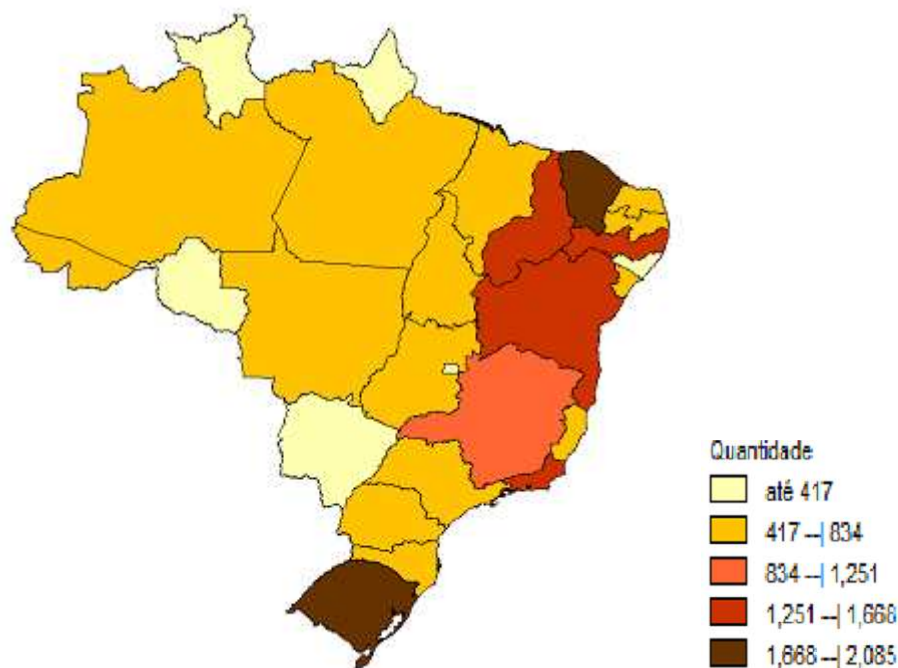 Quantidade
até 417
417 --| 834
834 --| 1,251
1,251 --| 1,668
1,668 --| 2,085